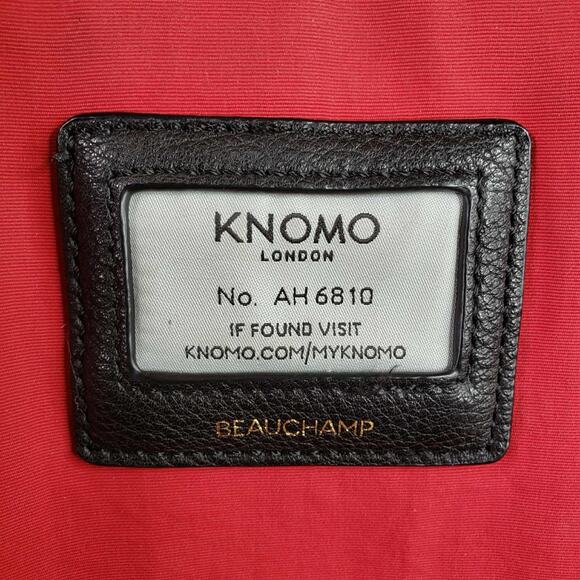 KNOMO
LONDON
No. AH 6810
IF FOUND VISIT
KNOMO.COM/MYKNOMO
BEAUCHAMP